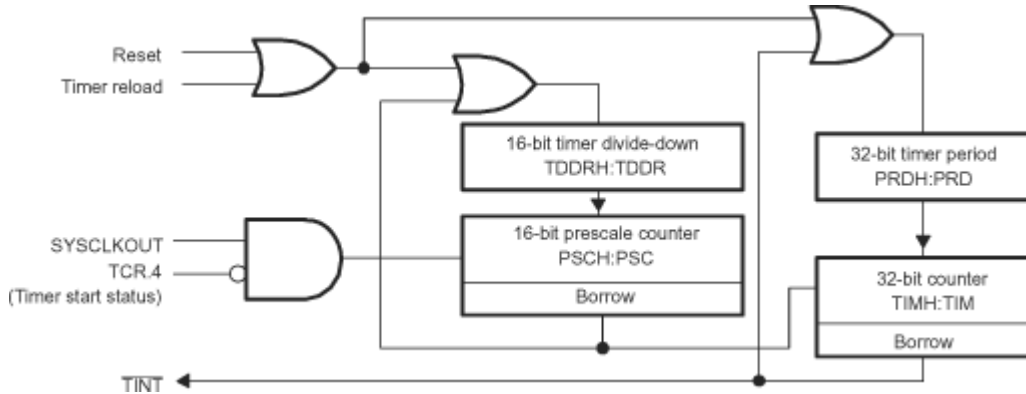 Reset
Timer reload
16-bit timer divide-down
TDDRH:TDDR
32-bit timer period
PRDH:PRD
SYSCLKOUT
TCR.4
(Timer start status)
16-bit prescale counter
PSCH:PSC
Borrow
32-bit counter
TIMH:TIM
Borrow
TINT